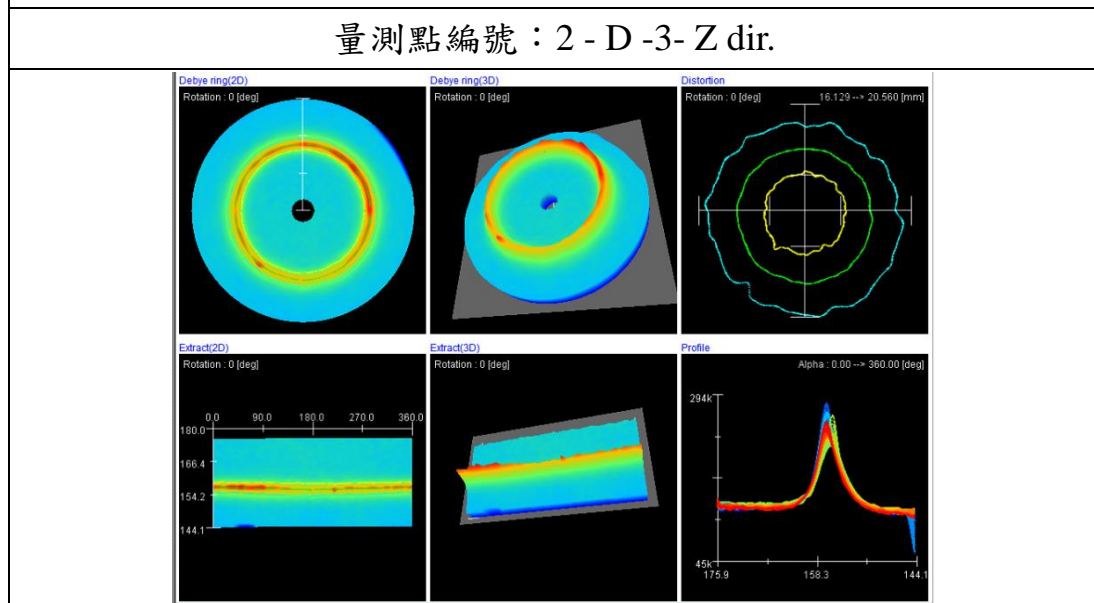 量測點編號：2 - D -3- Z dir.
Debye ring(2D)
Rotation : 0 [deg]
Debye ring(3D)
Rotation : 0 [deg]
Distortion
Rotation : 0 [deg]
16.129 --> 20.560 [mm]
Extract(2D)
Rotation : 0 [deg]
0.0 90.0 180.0 270.0 360.0
180.0
166.4
154.2
144.1
Extract(3D)
Rotation : 0 [deg]
Profile
Alpha : 0.00 --> 360.00 [deg]
294k
45k
175.9 158.3 144.1